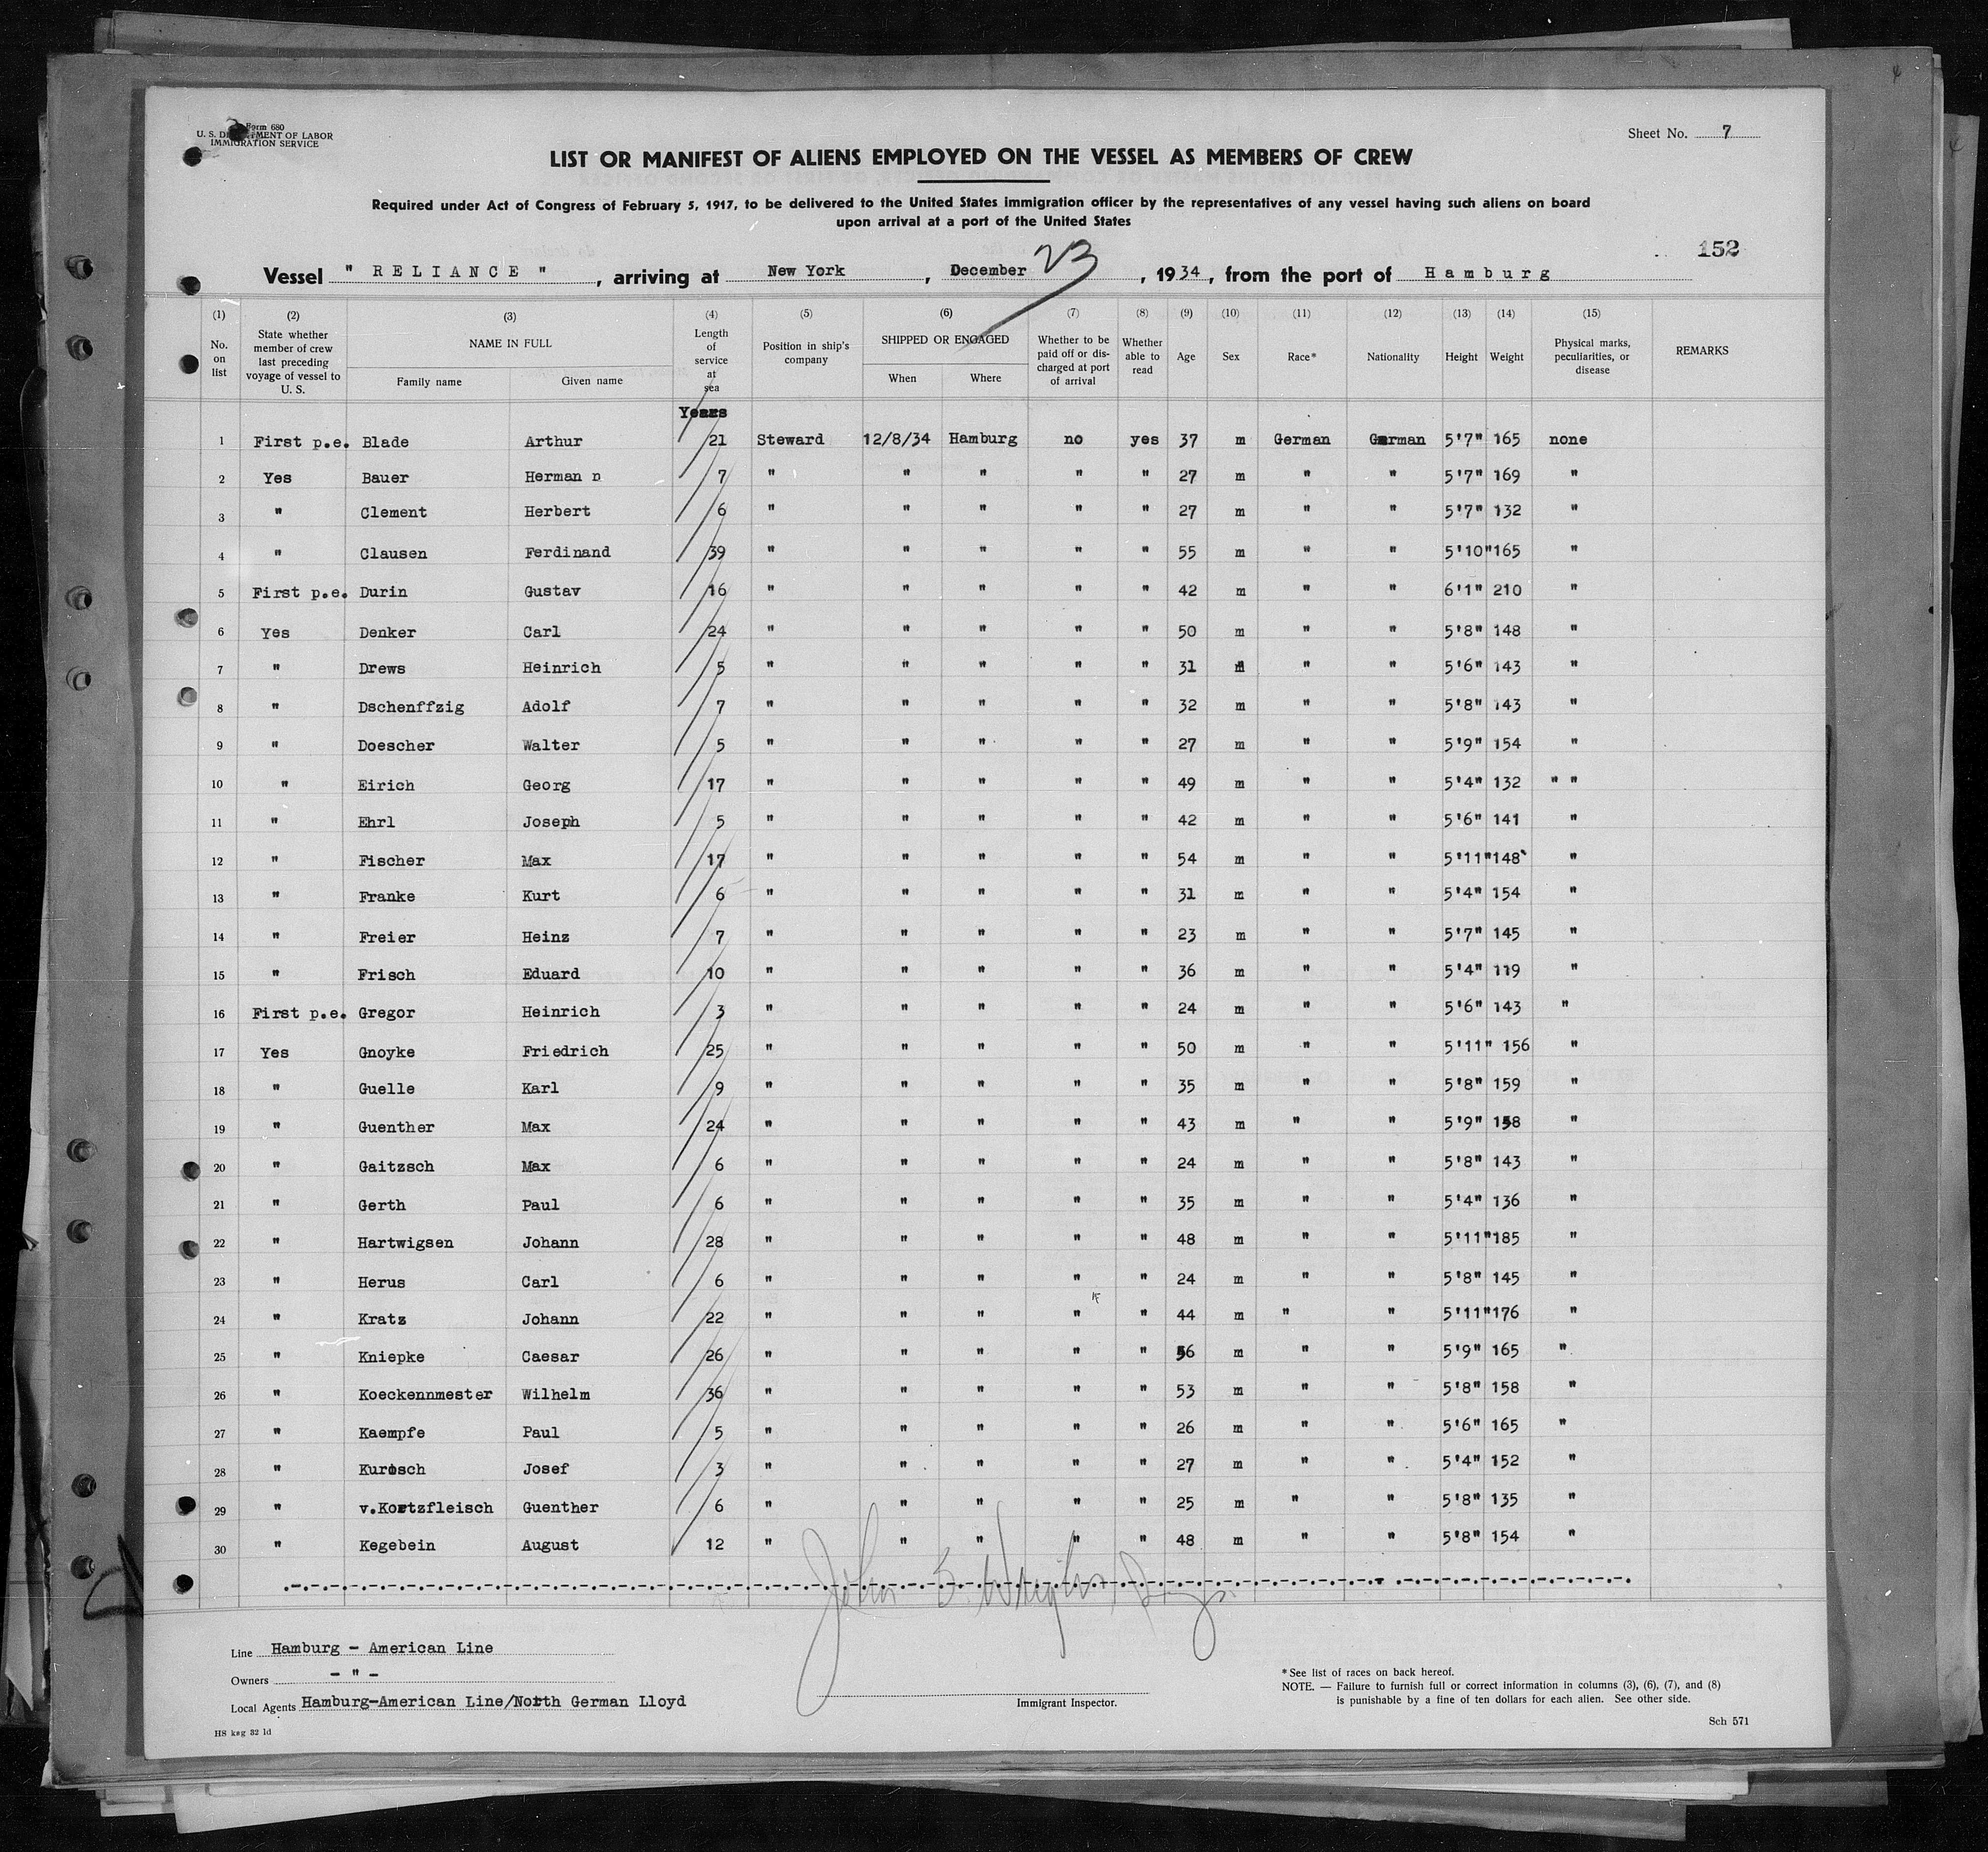 Form 680
U. S. DEPARTMENT OF LABOR
IMMIGRATION SERVICE
Sheet No. 7
LIST OR MANIFEST OF ALIENS EMPLOYED ON THE VESSEL AS MEMBERS OF CREW
Required under Act of Congress of February 5, 1917, to be delivered to the United States immigration officer by the representatives of any vessel having such aliens on board
upon arrival at a port of the United States
152
Vessel " RELIANCE ", arriving at New York, December 23, 1934, from the port of Hamburg
(1) (2) (3) (4) (5) (6) (7) (8) (9) (10) (11) (12) (13) (14) (15)
No. on list State whether member of crew last preceding voyage of vessel to U. S. NAME IN FULL Family name Given name Length of service at sea Position in ship's company SHIPPED OR ENGAGED When Where Whether to be paid off or discharged at port of arrival Whether able to read Age Sex Race* Nationality Height Weight Physical marks, peculiarities, or disease REMARKS
Years
1 First p.e. Blade Arthur 21 Steward 12/8/34 Hamburg no yes 37 m German German 5'7" 165 none
2 Yes Bauer Herman n 7 " " " " " 27 m " " 5'7" 169 "
3 " Clement Herbert 6 " " " " " 27 m " " 5'7" 132 "
4 " Clausen Ferdinand 39 " " " " " 55 m " " 5'10" 165 "
5 First p.e. Durin Gustav 16 " " " " " 42 m " " 6'1" 210 "
6 Yes Denker Carl 24 " " " " " 50 m " " 5'8" 148 "
7 " Drews Heinrich 5 " " " " " 31 m " " 5'6" 143 "
8 " Dschenffzig Adolf 7 " " " " " 32 m " " 5'8" 143 "
9 " Doescher Walter 5 " " " " " 27 m " " 5'9" 154 "
10 " Eirich Georg 17 " " " " " 49 m " " 5'4" 132 " "
11 " Ehrl Joseph 5 " " " " " 42 m " " 5'6" 141 "
12 " Fischer Max 17 " " " " " 54 m " " 5'11" 148 "
13 " Franke Kurt 6 " " " " " 31 m " " 5'4" 154 "
14 " Freier Heinz 7 " " " " " 23 m " " 5'7" 145 "
15 " Frisch Eduard 10 " " " " " 36 m " " 5'4" 119 "
16 First p.e. Gregor Heinrich 3 " " " " " 24 m " " 5'6" 143 "
17 Yes Gnoyke Friedrich 25 " " " " " 50 m " " 5'11" 156 "
18 " Guelle Karl 9 " " " " " 35 m " " 5'8" 159 "
19 " Guenther Max 24 " " " " " 43 m " " 5'9" 158 "
20 " Gaitzsch Max 6 " " " " " 24 m " " 5'8" 143 "
21 " Gerth Paul 6 " " " " " 35 m " " 5'4" 136 "
22 " Hartwigsen Johann 28 " " " " " 48 m " " 5'11" 185 "
23 " Herus Carl 6 " " " " " 24 m " " 5'8" 145 "
24 " Kratz Johann 22 " " " " " 44 m " " 5'11" 176 "
25 " Kniepke Caesar 26 " " " " " 56 m " " 5'9" 165 "
26 " Koeckennmester Wilhelm 36 " " " " " 53 m " " 5'8" 158 "
27 " Kaempfe Paul 5 " " " " " 26 m " " 5'6" 165 "
28 " Kurosch Josef 3 " " " " " 27 m " " 5'4" 152 "
29 " v.Kortzfleisch Guenther 6 " " " " " 25 m " " 5'8" 135 "
30 " Kegebein August 12 " " " " " 48 m " " 5'8" 154 "
John S. Wright
Line Hamburg - American Line
Owners - " -
Local Agents Hamburg-American Line/North German Lloyd
Immigrant Inspector.
*See list of races on back hereof.
NOTE. — Failure to furnish full or correct information in columns (3), (6), (7), and (8)
is punishable by a fine of ten dollars for each alien. See other side.
HS kag 32 ld
Sch 571